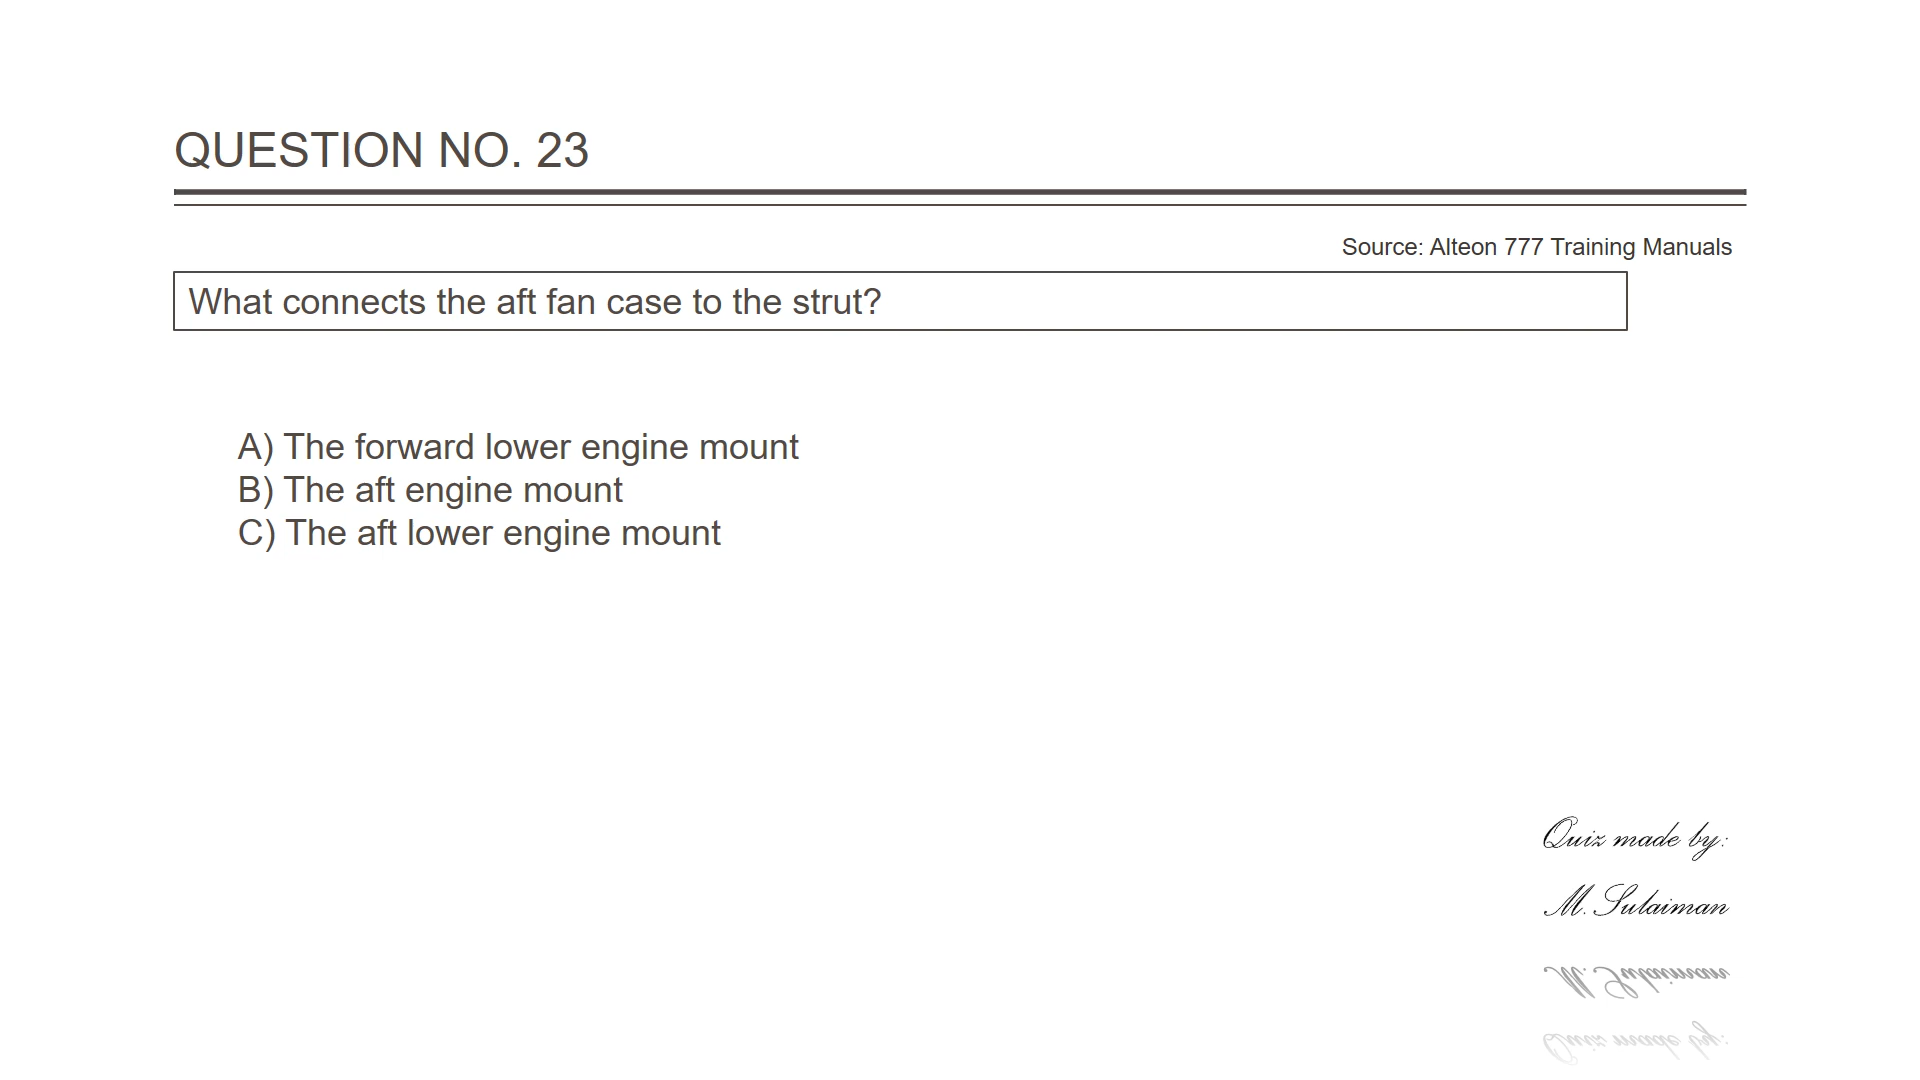 QUESTION NO. 23
Source: Alteon 777 Training Manuals
What connects the aft fan case to the strut?
A) The forward lower engine mount
B) The aft engine mount
C) The aft lower engine mount
Quiz made by:
M. Sulaiman